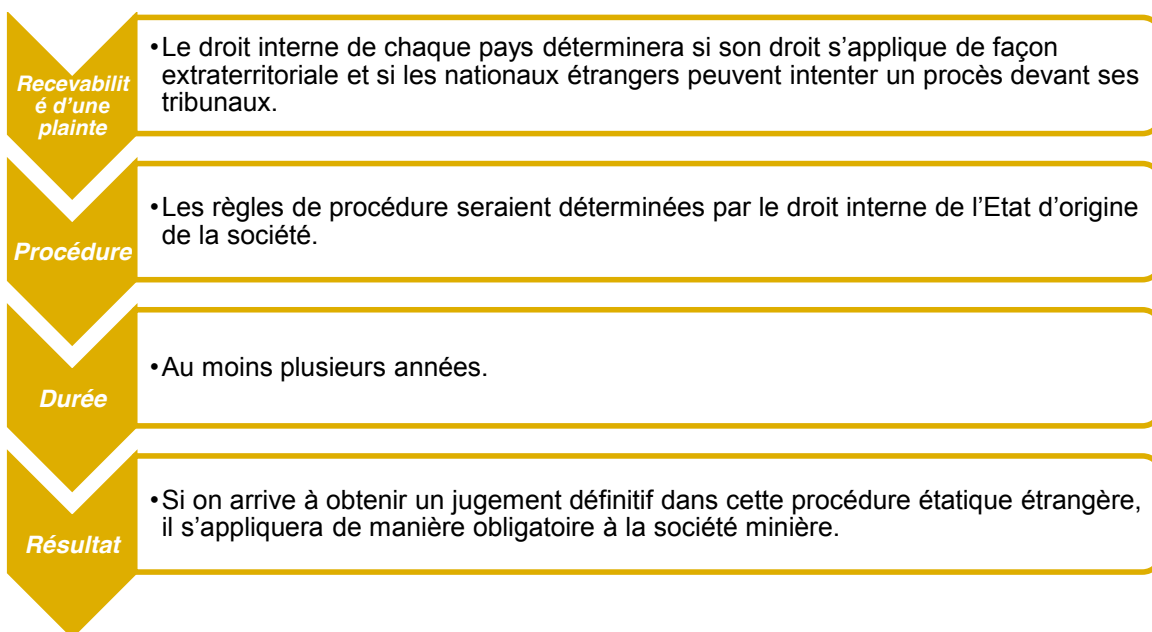 Recevabilit
é d’une
plainte
•Le droit interne de chaque pays déterminera si son droit s’applique de façon
extraterritoriale et si les nationaux étrangers peuvent intenter un procès devant ses
tribunaux.
Procédure
•Les règles de procédure seraient déterminées par le droit interne de l’Etat d’origine
de la société.
Durée
•Au moins plusieurs années.
Résultat
•Si on arrive à obtenir un jugement définitif dans cette procédure étatique étrangère,
il s’appliquera de manière obligatoire à la société minière.